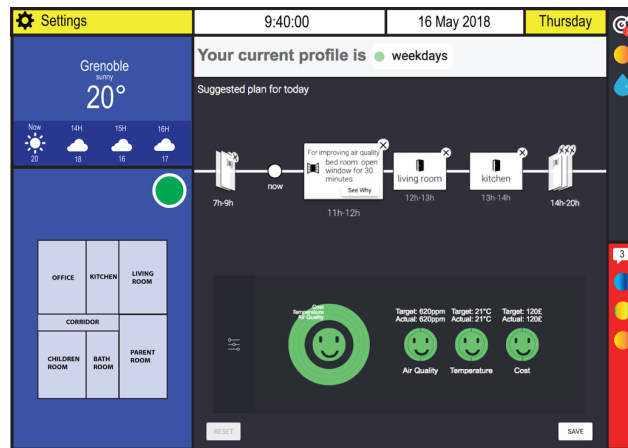 Settings
9:40:00
16 May 2018
Thursday
Grenoble
sunny
20°
Now 14H 15H 16H
20 18 16 17
Your current profile is weekdays
Suggested plan for today
For improving air quality
bed room: open
window for 30
minutes
See Why
now
living room
kitchen
7h-9h
11h-12h
12h-13h
13h-14h
14h-20h
OFFICE
KITCHEN
LIVING
ROOM
CORRIDOR
CHILDREN
ROOM
BATH
ROOM
PARENT
ROOM
Cost
Temperature
Air Quality
Target: 620ppm Target: 21°C Target: 120£
Actual: 620ppm Actual: 21°C Actual: 120£
Air Quality Temperature Cost
RESET
SAVE
3